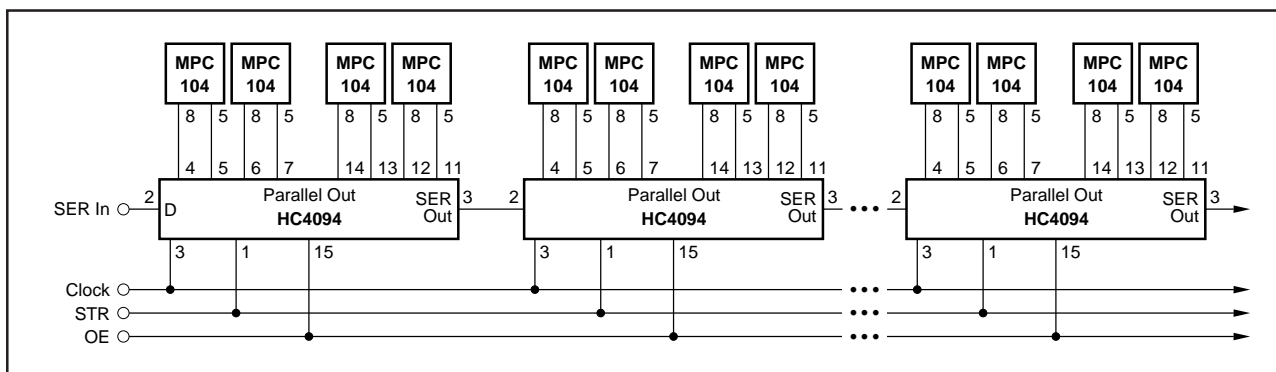 MPC MPC MPC MPC MPC MPC MPC MPC MPC MPC MPC MPC
104 104 104 104 104 104 104 104 104 104 104 104
8 5 8 5 8 5 8 5 8 5 8 5 8 5 8 5 8 5 8 5 8 5 8 5
4 5 6 7 14 13 12 11 4 5 6 7 14 13 12 11 4 5 6 7 14 13 12 11
2 Parallel Out SER 3 2 Parallel Out SER 3 2 Parallel Out SER 3
SER In D HC4094 Out HC4094 Out HC4094 Out
3 1 15 3 1 15 3 1 15
Clock
STR
OE